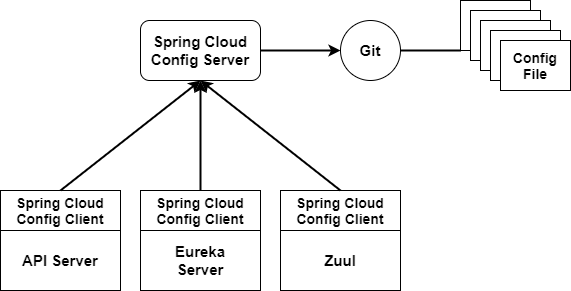 Spring Cloud
Config Server
Git
Config
File
Spring Cloud
Config Client
API Server
Spring Cloud
Config Client
Eureka
Server
Spring Cloud
Config Client
Zuul